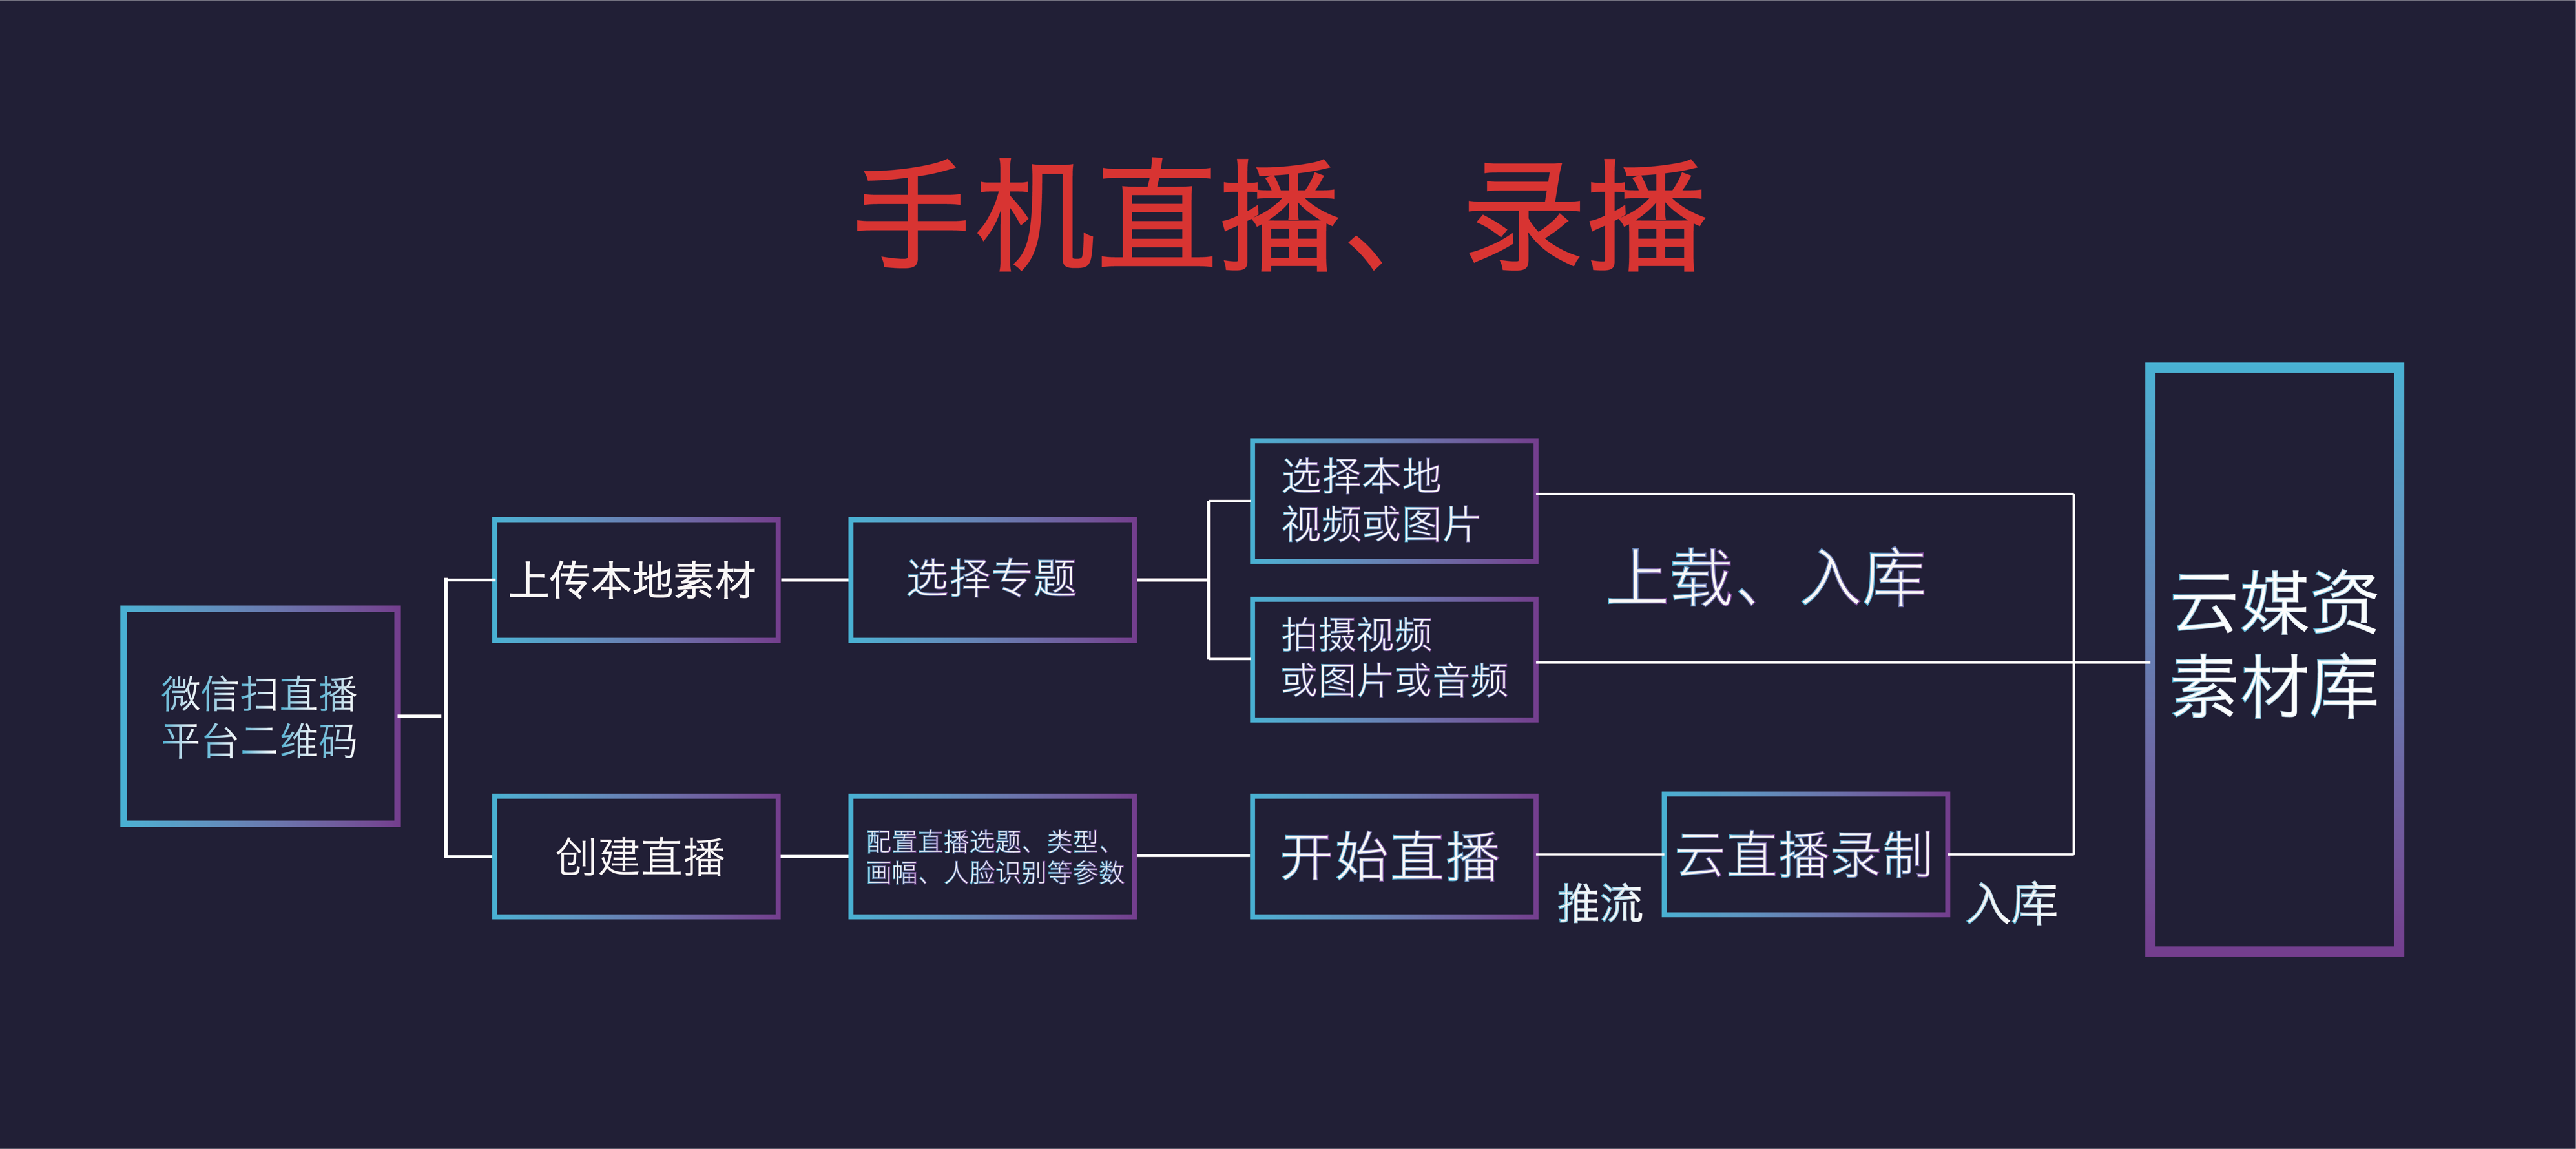 手机直播、录播
微信扫直播
平台二维码
上传本地素材
选择专题
选择本地
视频或图片
拍摄视频
或图片或音频
上载、入库
创建直播
配置直播选题、类型、
画幅、人脸识别等参数
开始直播
推流
云直播录制
入库
云媒资
素材库